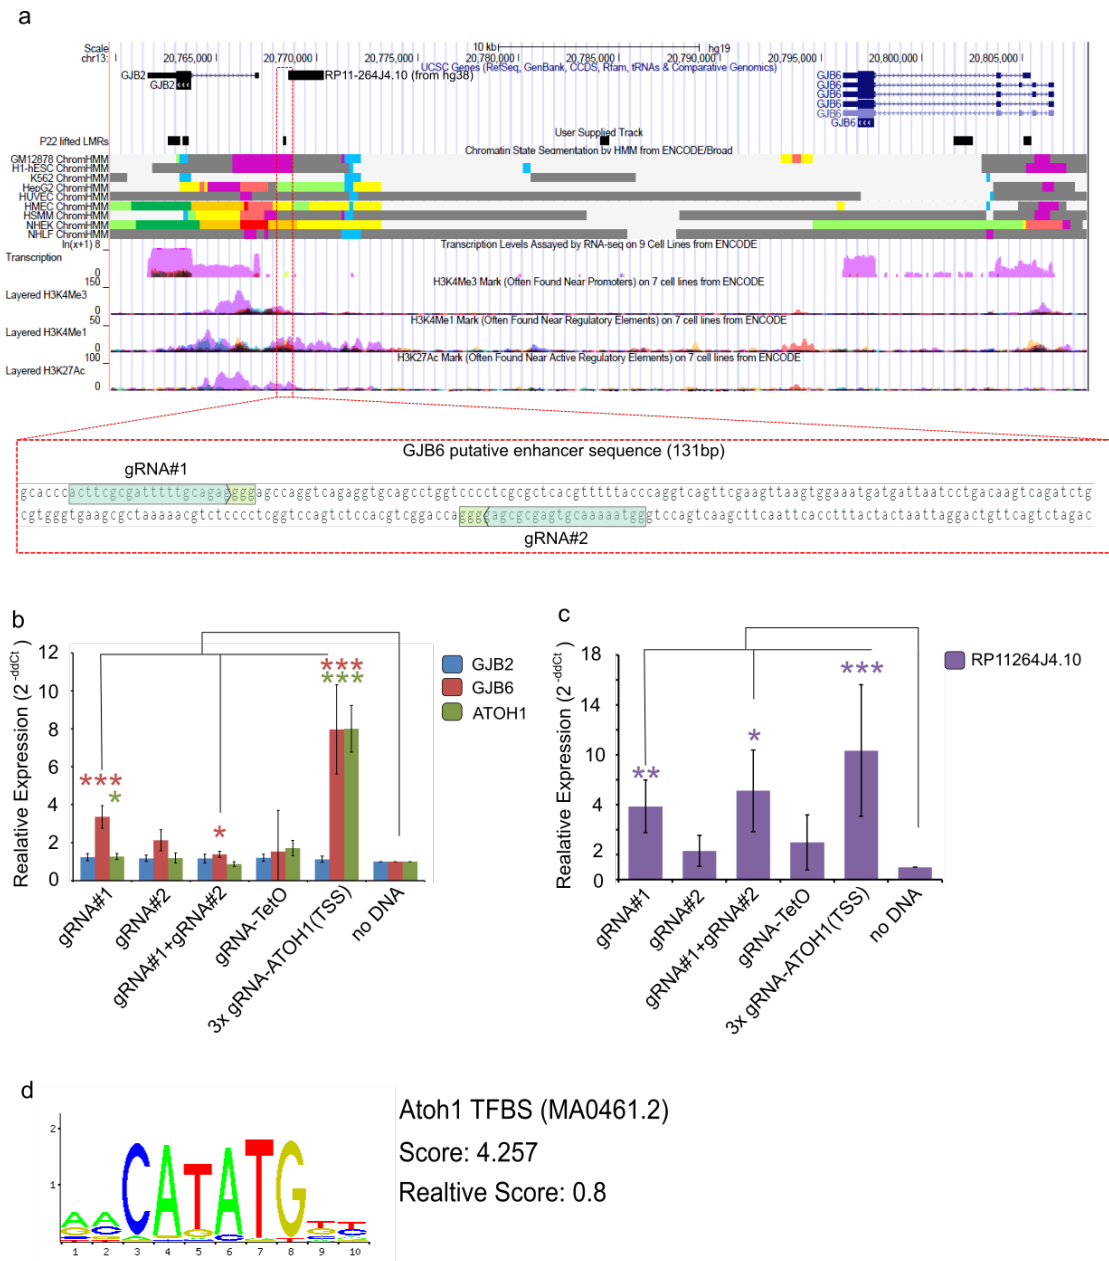 a
Scale
10 kb
hg19
chr13:
20,765,000
20,770,000
20,775,000
20,780,000
20,785,000
20,790,000
20,795,000
20,800,000
20,805,000
UCSC Genes (RefSeq, GenBank, CCDS, Rfam, tRNAs & Comparative Genomics)
GJB2
RP11-264J4.10 (from hg38)
GJB2
GJB6
GJB6
GJB6
GJB6
GJB6
GJB6
User Supplied Track
P22 lifted LMRs
Chromatin State Segmentation by HMM from ENCODE/Broad
GM12878 ChromHMM
H1-hESC ChromHMM
K562 ChromHMM
HepG2 ChromHMM
HUVEC ChromHMM
HMEC ChromHMM
HSMM ChromHMM
NHEK ChromHMM
NHLF ChromHMM
Transcription Levels Assayed by RNA-seq on 9 Cell Lines from ENCODE
ln(x+1) 8
Transcription
0
H3K4Me3 Mark (Often Found Near Promoters) on 7 cell lines from ENCODE
150
Layered H3K4Me3
0
H3K4Me1 Mark (Often Found Near Regulatory Elements) on 7 cell lines from ENCODE
50
Layered H3K4Me1
0
H3K27Ac Mark (Often Found Near Active Regulatory Elements) on 7 cell lines from ENCODE
100
Layered H3K27Ac
0
GJB6 putative enhancer sequence (131bp)
gRNA#1
gcacccacttcgcgatttttgcagaggggagccaggtcagaggtgcagcctggtcccctcgcgctcacgtttttacccaggtcagttcgaagttaagtggaaatgatgattaatcctgacaagtcagatctg
cgtgggtgaagcgctaaaaacgtctcccctcggtccagtctccacgtcggaccaggggagcgcgagtgcaaaaatgggtccagtcaagcttcaattcacctttactactaattaggactgttcagtctagac
gRNA#2
b
Realative Expression (2^-ddCt)
12
10
8
6
4
2
0
***
*
*
***
***
GJB2
GJB6
ATOH1
gRNA#1
gRNA#2
gRNA#1+gRNA#2
gRNA-TetO
3x gRNA-ATOH1(TSS)
no DNA
c
Realative Expression (2^-ddCt)
18
14
10
4
2
0
**
*
***
RP11264J4.10
gRNA#1
gRNA#2
gRNA#1+gRNA#2
gRNA-TetO
3x gRNA-ATOH1(TSS)
no DNA
d
2
1
CATATG
1 2 3 4 5 6 7 8 9 10
Atoh1 TFBS (MA0461.2)
Score: 4.257
Realtive Score: 0.8